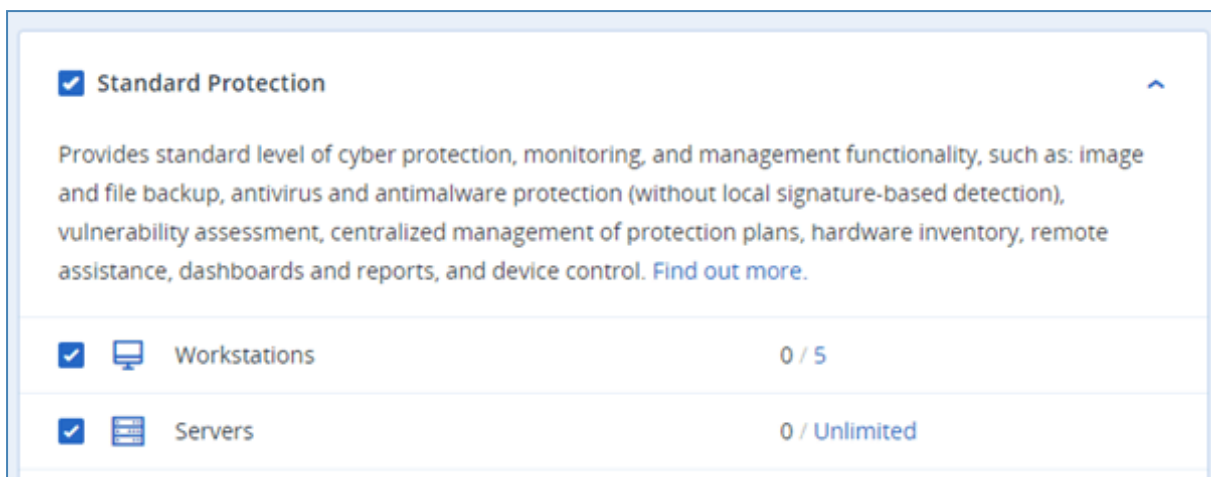 Standard Protection
Provides standard level of cyber protection, monitoring, and management functionality, such as: image
and file backup, antivirus and antimalware protection (without local signature-based detection),
vulnerability assessment, centralized management of protection plans, hardware inventory, remote
assistance, dashboards and reports, and device control. Find out more.
Workstations 0 / 5
Servers 0 / Unlimited